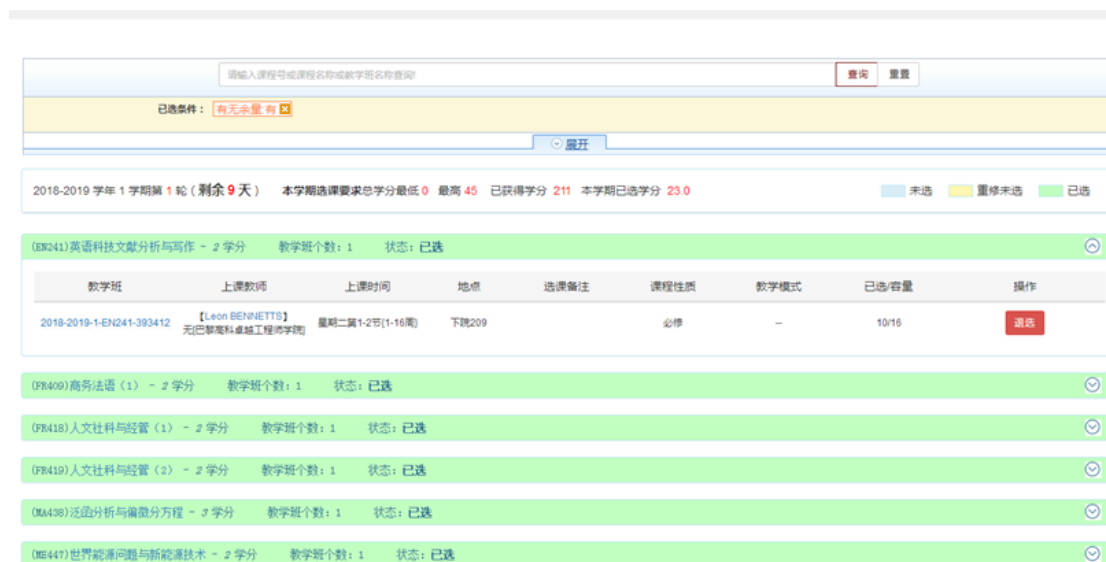 请输入课程号或课程名称或教学班名称查询! 查询 重置
已选条件： 有无余量:有
展开
2018-2019 学年 1 学期第 1 轮（剩余 9 天） 本学期选课要求总学分最低 0 最高 45 已获得学分 211 本学期已选学分 23.0 未选 重修未选 已选
(EN241)英语科技文献分析与写作 - 2 学分 教学班个数: 1 状态: 已选
教学班 上课教师 上课时间 地点 选课备注 课程性质 教学模式 已选/容量 操作
2018-2019-1-EN241-393412 【Leon BENNETTS】 星期二第1-2节{1-16周} 下院209 必修 -- 10/16 退选
无[巴黎高科卓越工程师学院]
(FR409)商务法语（1） - 2 学分 教学班个数: 1 状态: 已选
(FR418)人文社科与经管（1） - 2 学分 教学班个数: 1 状态: 已选
(FR419)人文社科与经管（2） - 2 学分 教学班个数: 1 状态: 已选
(MA438)泛函分析与偏微分方程 - 3 学分 教学班个数: 1 状态: 已选
(ME447)世界能源问题与新能源技术 - 2 学分 教学班个数: 1 状态: 已选